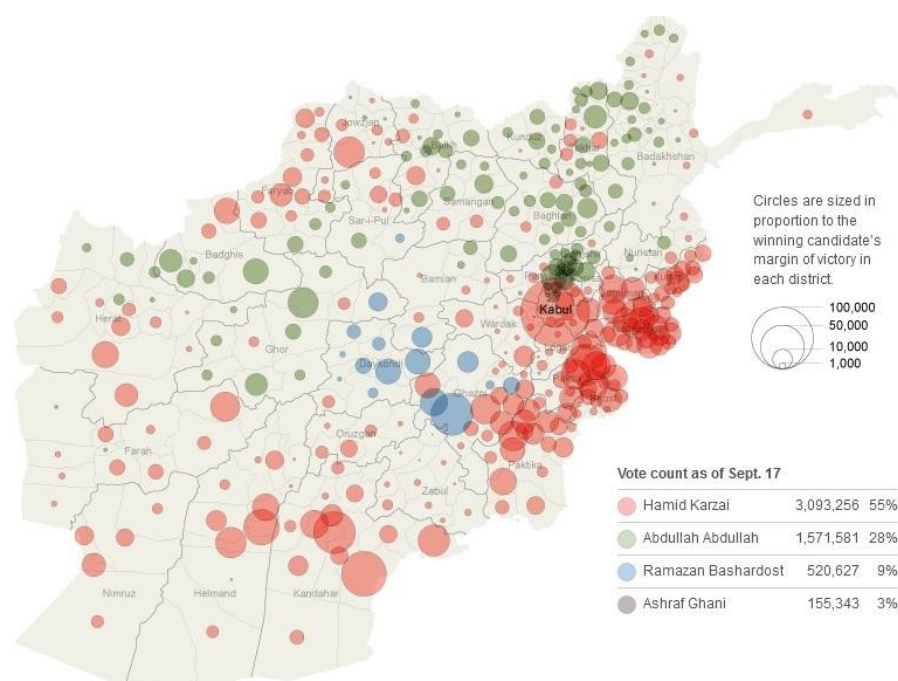 Jowzjan
Balkh
Kunduz
Takhar
Badakhshan
Faryab
Samangan
Baghlan
Sar-i-Pul
Badghis
Nuristan
Bamian
Kabul
Herat
Wardak
Ghor
Daykondi
Ghazni
Khost
Oruzgan
Farah
Paktika
Zabul
Nimruz
Helmand
Kandahar
Circles are sized in
proportion to the
winning candidate's
margin of victory in
each district.
100,000
50,000
10,000
1,000
Vote count as of Sept. 17
Hamid Karzai 3,093,256 55%
Abdullah Abdullah 1,571,581 28%
Ramazan Bashardost 520,627 9%
Ashraf Ghani 155,343 3%